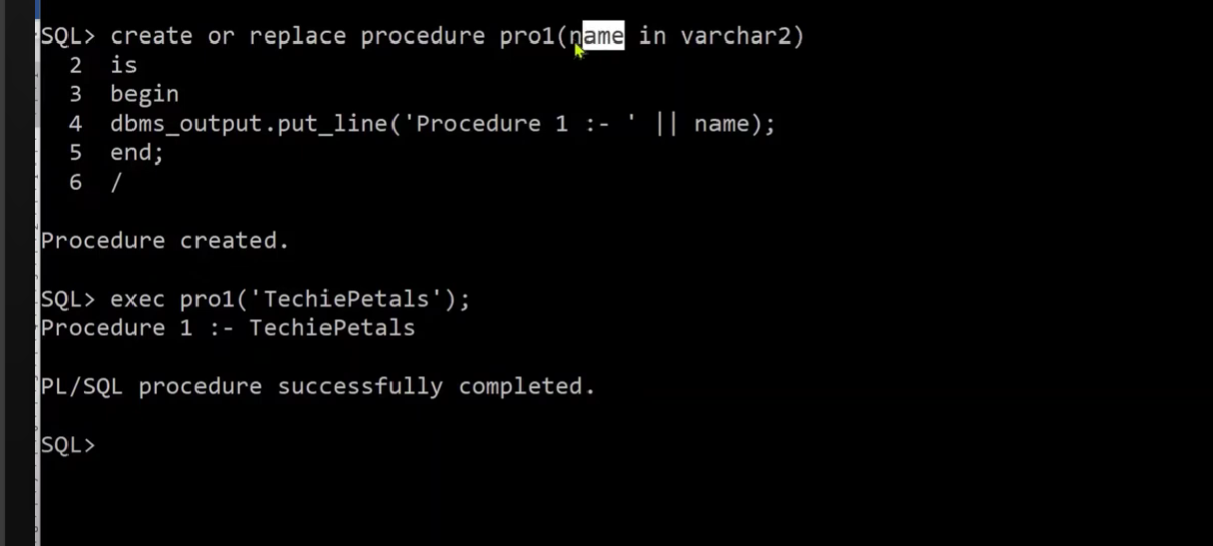 SQL> create or replace procedure pro1(name in varchar2)
2 is
3 begin
4 dbms_output.put_line('Procedure 1 :- ' || name);
5 end;
6 /
Procedure created.
SQL> exec pro1('TechiePetals');
Procedure 1 :- TechiePetals
PL/SQL procedure successfully completed.
SQL>